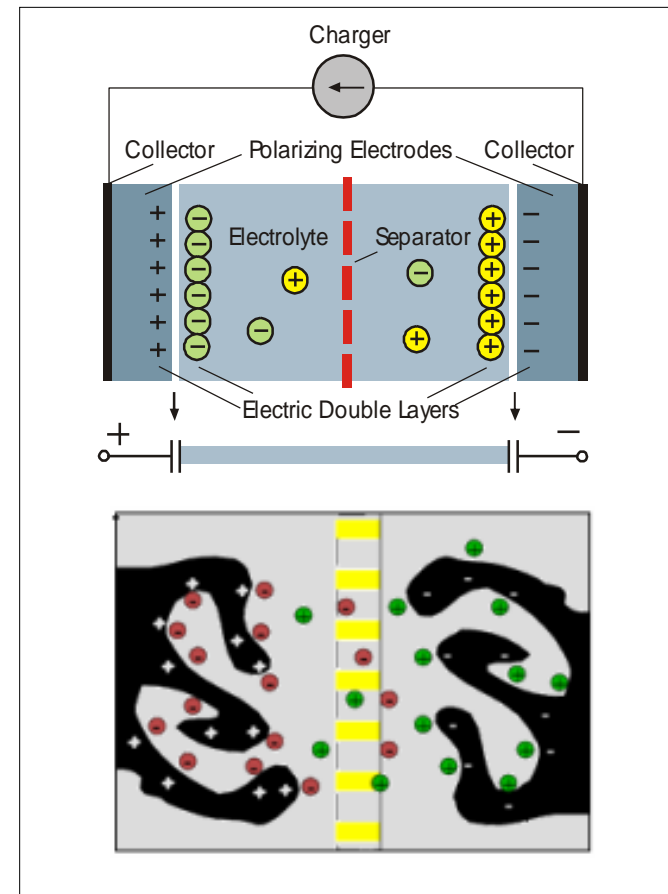 Charger
Collector Polarizing Electrodes Collector
Electrolyte Separator
Electric Double Layers
+ −